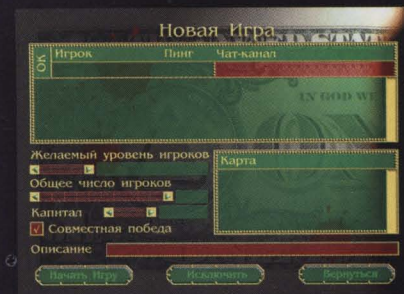 Новая Игра
ОК Игрок Пинг Чат-канал
IN GOD WE
Желаемый уровень игроков
Карта
Общее число игроков
Капитал
Совместная победа
Описание
Начать Игру Исключить Вернуться